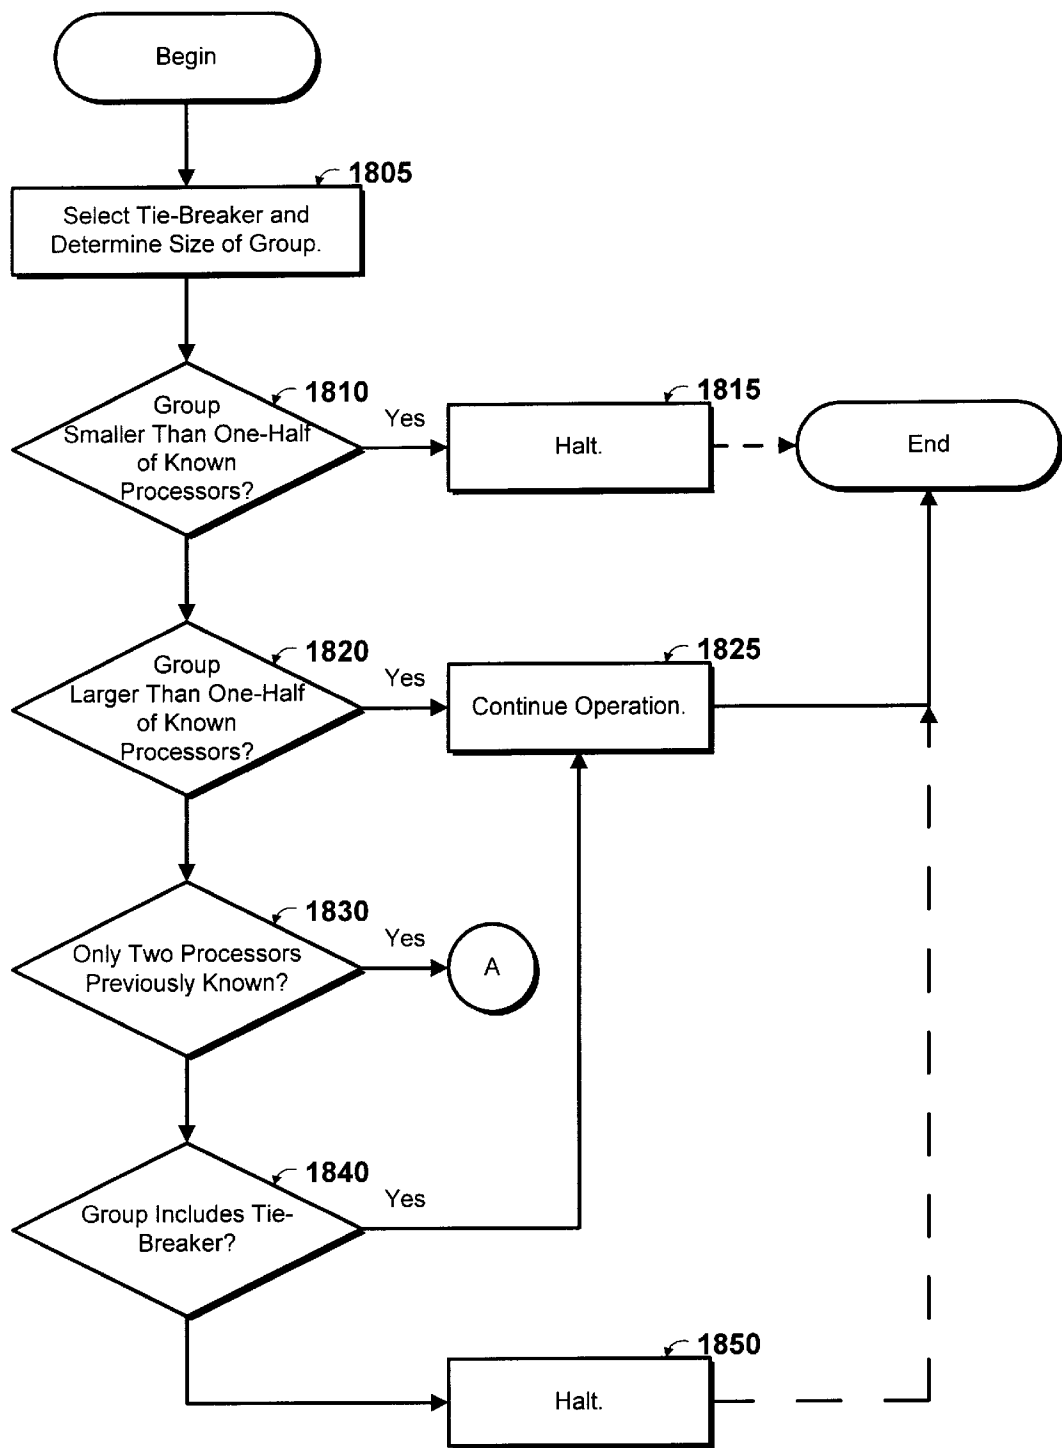 Begin
1805
Select Tie-Breaker and
Determine Size of Group.
1810
Group
Smaller Than One-Half
of Known
Processors?
Yes
1815
Halt.
End
1820
Group
Larger Than One-Half
of Known
Processors?
Yes
1825
Continue Operation.
1830
Only Two Processors
Previously Known?
Yes
A
1840
Group Includes Tie-
Breaker?
Yes
1850
Halt.